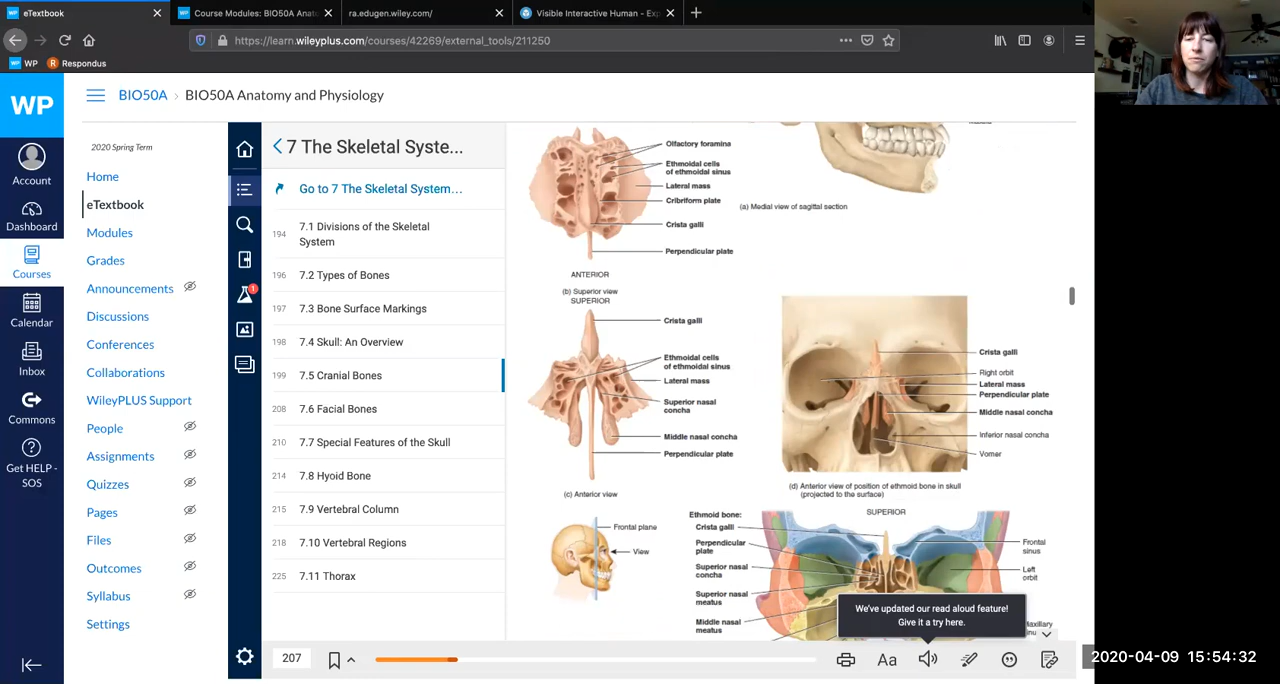 eTextbook
Course Modules: BIO50A Anato
ra.edugen.wiley.com/
Visible Interactive Human - Exp
https://learn.wileyplus.com/courses/42269/external_tools/211250
WP
Respondus
WP
BIO50A
BIO50A Anatomy and Physiology
Account
Dashboard
Courses
Calendar
Inbox
Commons
Get HELP -
SOS
2020 Spring Term
Home
eTextbook
Modules
Grades
Announcements
Discussions
Conferences
Collaborations
WileyPLUS Support
People
Assignments
Quizzes
Pages
Files
Outcomes
Syllabus
Settings
1
7 The Skeletal Syste...
Go to 7 The Skeletal System...
194 7.1 Divisions of the Skeletal
System
196 7.2 Types of Bones
197 7.3 Bone Surface Markings
198 7.4 Skull: An Overview
199 7.5 Cranial Bones
208 7.6 Facial Bones
210 7.7 Special Features of the Skull
214 7.8 Hyoid Bone
215 7.9 Vertebral Column
218 7.10 Vertebral Regions
225 7.11 Thorax
Olfactory foramina
Ethmoidal cells
of ethmoidal sinus
Lateral mass
Cribriform plate
Crista galli
Perpendicular plate
ANTERIOR
(b) Superior view
(a) Medial view of sagittal section
SUPERIOR
Crista galli
Ethmoidal cells
of ethmoidal sinus
Lateral mass
Superior nasal
concha
Middle nasal concha
Perpendicular plate
(c) Anterior view
Crista galli
Right orbit
Lateral mass
Perpendicular plate
Middle nasal concha
Inferior nasal concha
Vomer
(d) Anterior view of position of ethmoid bone in skull
(projected to the surface)
Frontal plane
View
SUPERIOR
Ethmoid bone:
Crista galli
Perpendicular
plate
Superior nasal
concha
Superior nasal
meatus
Middle nasal
meatus
Frontal
sinus
Left
orbit
We've updated our read aloud feature!
Give it a try here.
207
Aa
2020-04-09 15:54:32